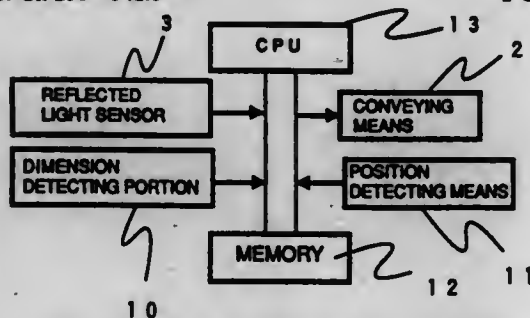 3
CPU
13
2
REFLECTED
LIGHT SENSOR
CONVEYING
MEANS
DIMENSION
DETECTING PORTION
POSITION
DETECTING MEANS
MEMORY
10
12
11